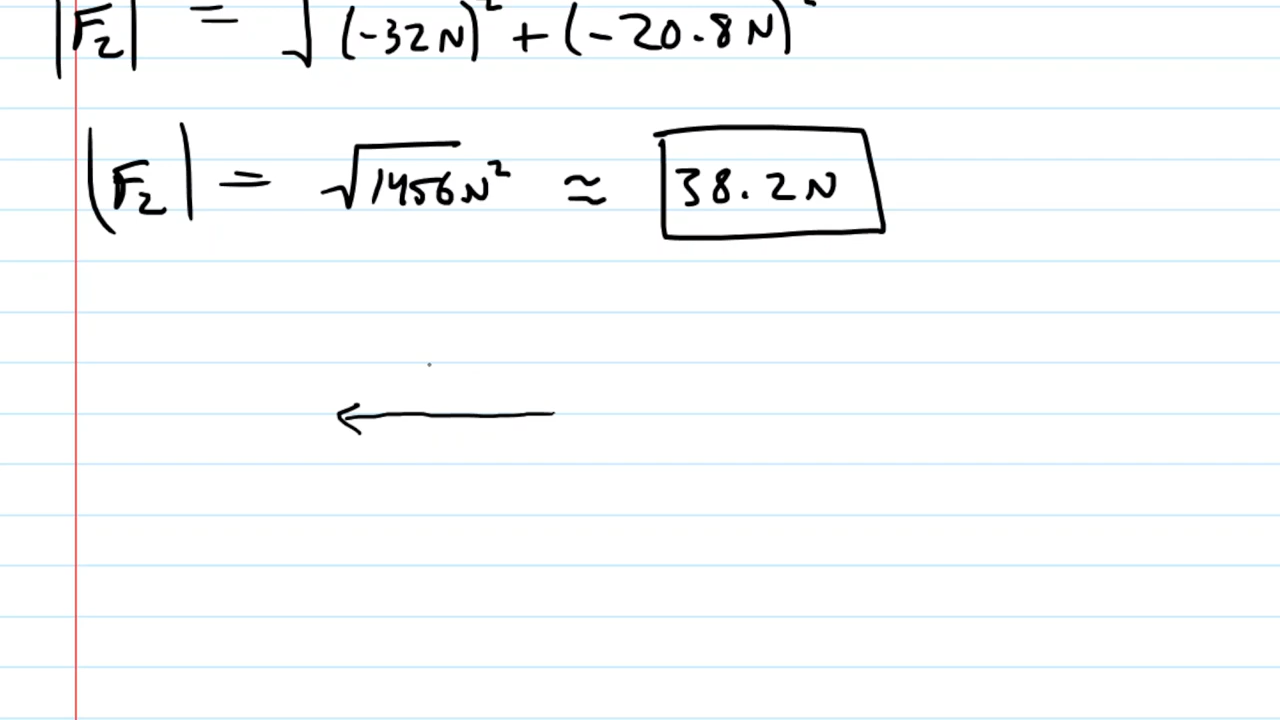 |F₂| = √(-32N)² + (-20.8N)²
|F₂| = √1456N² ≈ 38.2N